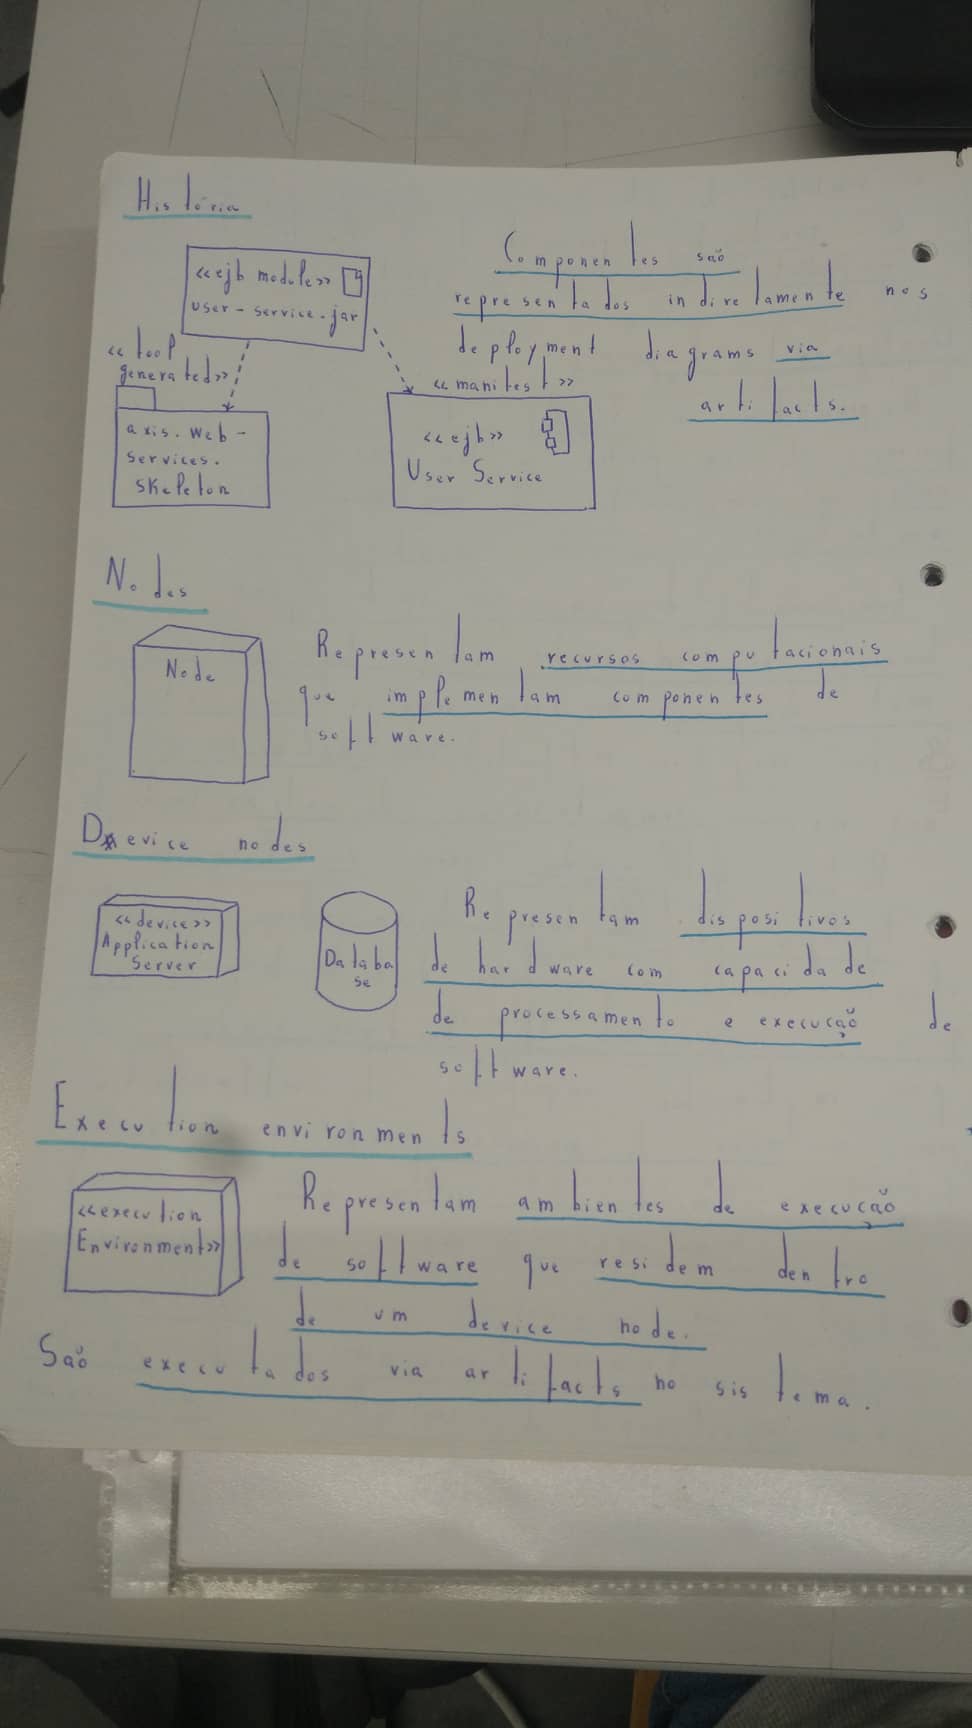 História
<<ejb module>>
user-service.jar
<<tool
generated>>
axis.web-
services.
skeleton
<<manifest>>
<<ejb>>
User Service
Componentes são
representados indiretamente nos
deployment diagrams via
artifacts.
Nodes
Node
Representam recursos computacionais
que implementam componentes de
software.
Device nodes
<<device>>
Application
Server
Databa
se
Representam dispositivos
de hardware com capacidade
de processamento e execução de
software.
Execution environments
<<execution
Environment>>
Representam ambientes de execução
de software que residem dentro
de um device node.
São executados via artifacts no sistema.